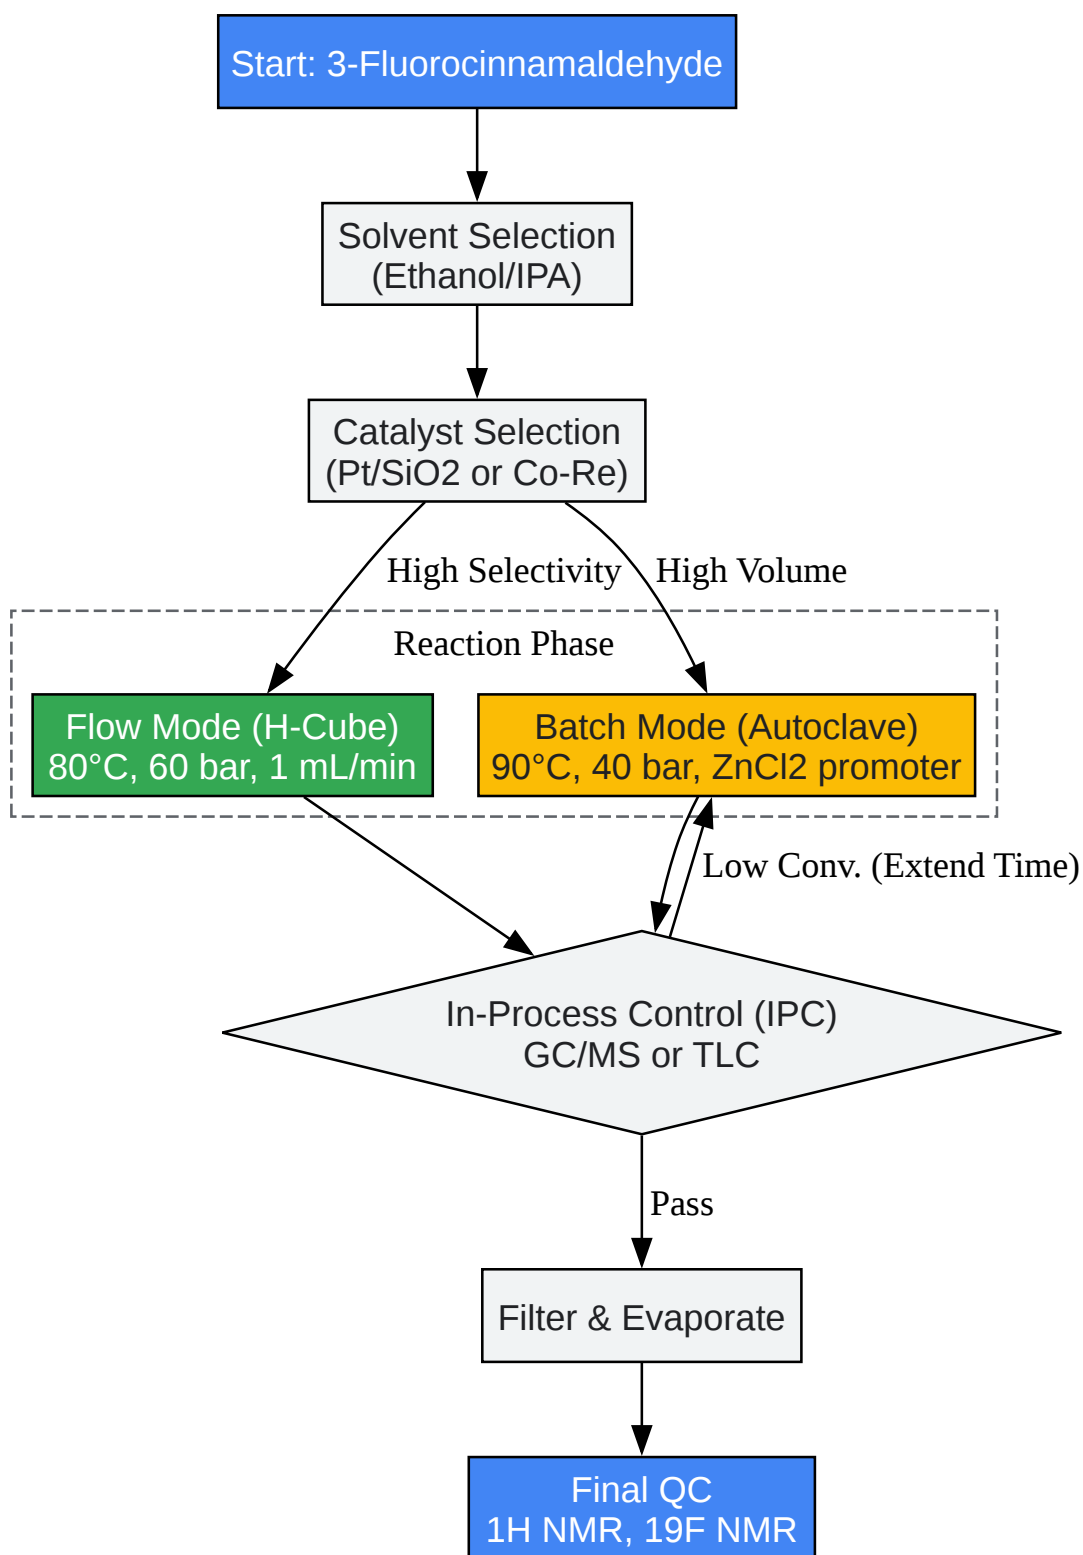 Start: 3-Fluorocinnamaldehyde
Solvent Selection
(Ethanol/IPA)
Catalyst Selection
(Pt/SiO2 or Co-Re)
High Selectivity
High Volume
Reaction Phase
Flow Mode (H-Cube)
80°C, 60 bar, 1 mL/min
Batch Mode (Autoclave)
90°C, 40 bar, ZnCl2 promoter
Low Conv. (Extend Time)
In-Process Control (IPC)
GC/MS or TLC
Pass
Filter & Evaporate
Final QC
1H NMR, 19F NMR